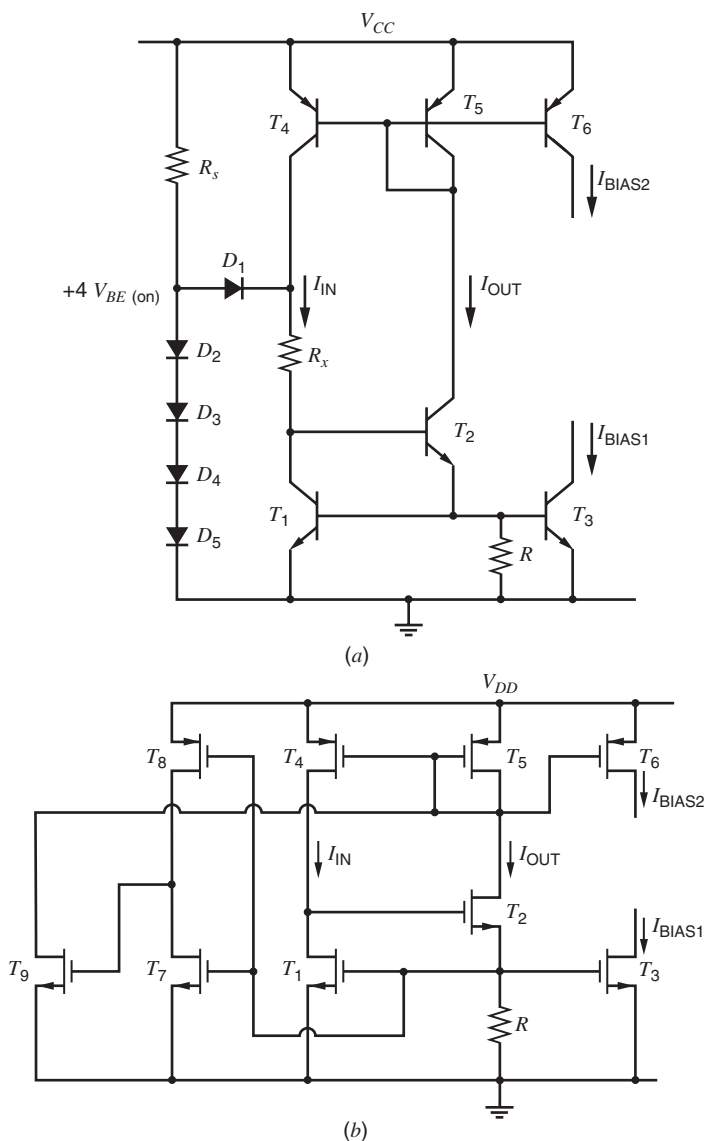 V_CC
T_4
T_5
T_6
R_s
I_BIAS2
D_1
+4 V_BE (on)
I_IN
I_OUT
D_2
R_x
D_3
T_2
I_BIAS1
D_4
T_1
T_3
D_5
R
(a)
V_DD
T_8
T_4
T_5
T_6
I_BIAS2
I_IN
I_OUT
T_2
I_BIAS1
T_9
T_7
T_1
T_3
R
(b)